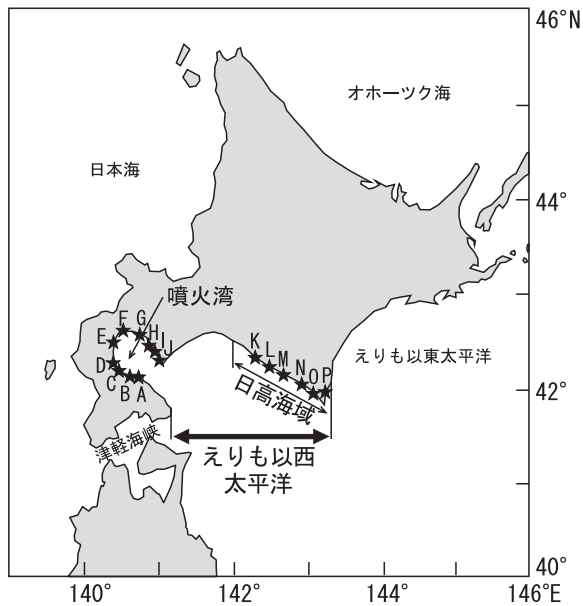 46°N
オホーツク海
日本海
44°
噴火湾
F
G
H
I
J
E
D
C
B
A
K
L
M
N
O
P
えりも以東太平洋
42°
日高海域
津軽海峡
えりも以西
太平洋
40°
140°
142°
144°
146°E